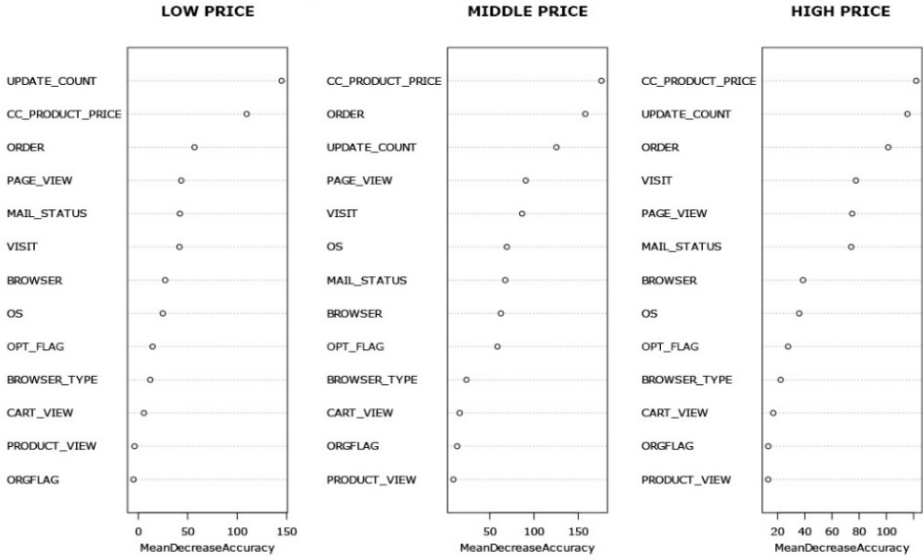 LOW PRICE
UPDATE_COUNT
CC_PRODUCT_PRICE
ORDER
PAGE_VIEW
MAIL_STATUS
VISIT
BROWSER
OS
OPT_FLAG
BROWSER_TYPE
CART_VIEW
PRODUCT_VIEW
ORGFLAG
0 50 100 150
MeanDecreaseAccuracy
MIDDLE PRICE
CC_PRODUCT_PRICE
ORDER
UPDATE_COUNT
PAGE_VIEW
VISIT
OS
MAIL_STATUS
BROWSER
OPT_FLAG
BROWSER_TYPE
CART_VIEW
ORGFLAG
PRODUCT_VIEW
50 100 150
MeanDecreaseAccuracy
HIGH PRICE
CC_PRODUCT_PRICE
UPDATE_COUNT
ORDER
VISIT
PAGE_VIEW
MAIL_STATUS
BROWSER
OS
OPT_FLAG
BROWSER_TYPE
CART_VIEW
ORGFLAG
PRODUCT_VIEW
20 40 60 80 100
MeanDecreaseAccuracy